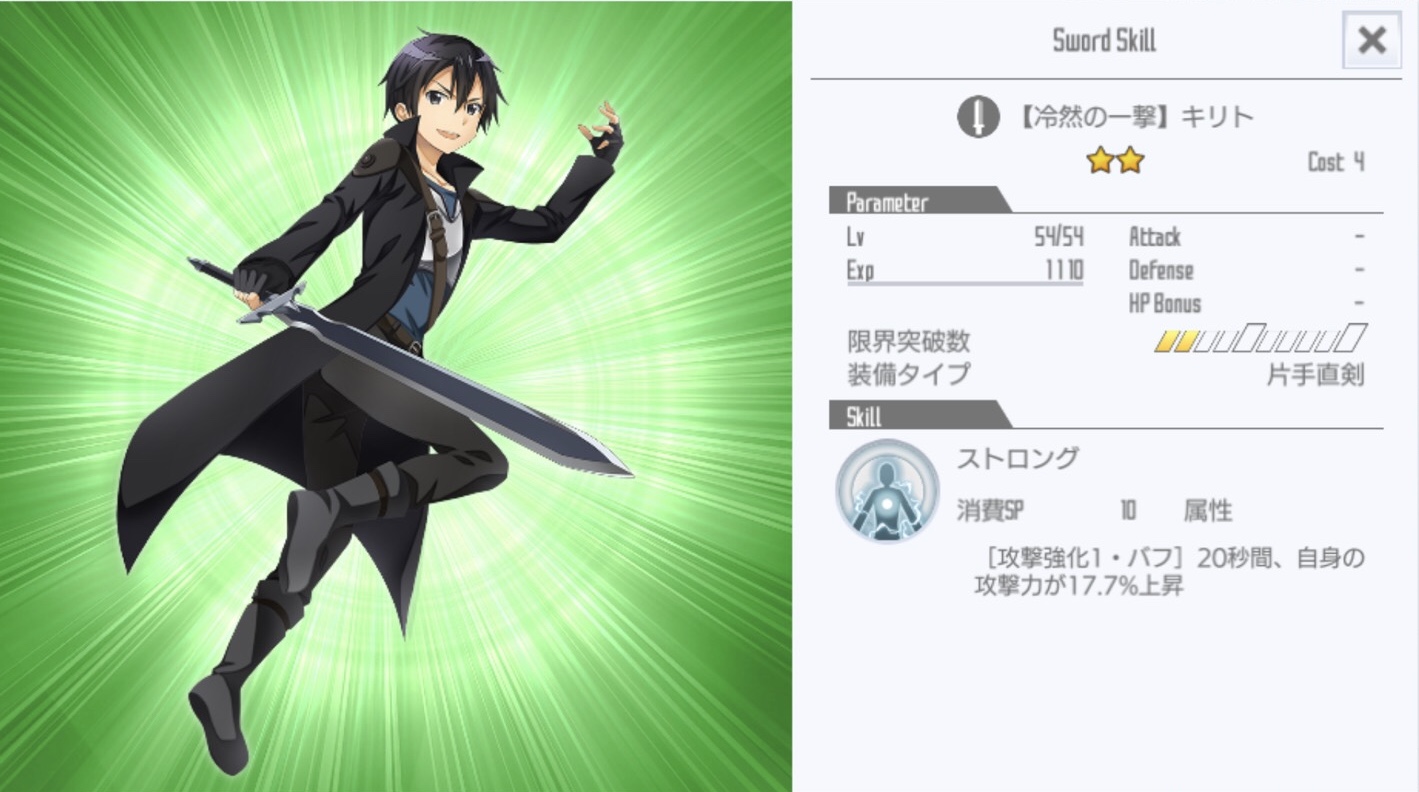 Sword Skill
【冷然の一撃】キリト
Cost 4
Parameter
Lv 54/54 Attack -
Exp 1110 Defense -
HP Bonus -
限界突破数
装備タイプ 片手直剣
Skill
ストロング
消費SP 10 属性
［攻撃強化1・バフ］20秒間、自身の
攻撃力が17.7%上昇